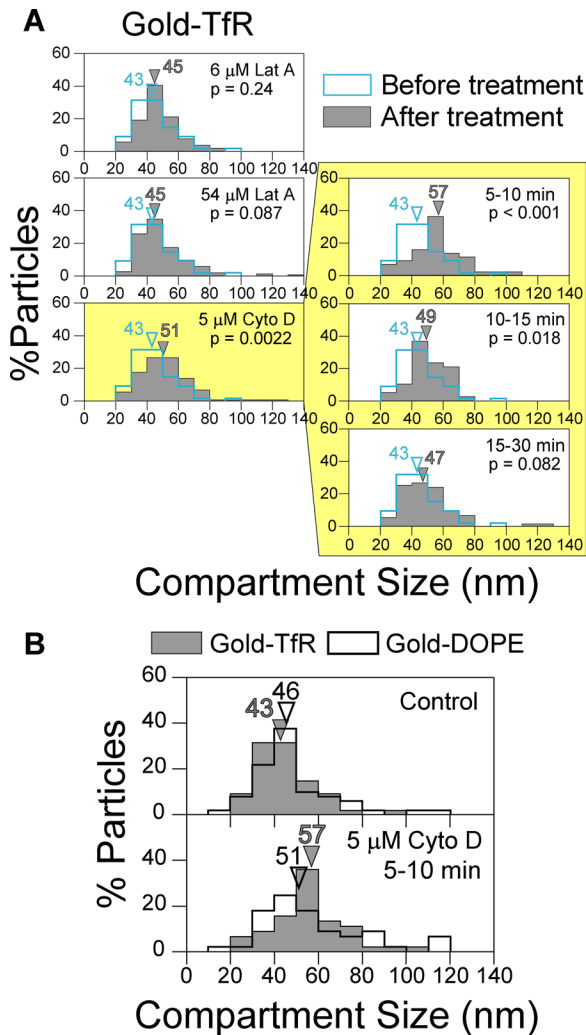 A
Gold-TfR
Before treatment
After treatment
60
40
20
0
43
45
6 μM Lat A
p = 0.24
0 20 40 60 80 100 120 140
60
40
20
0
43
45
54 μM Lat A
p = 0.087
0 20 40 60 80 100 120 140
60
40
20
0
43
51
5 μM Cyto D
p = 0.0022
0 20 40 60 80 100 120 140
%Particles
60
40
20
0
43
57
5-10 min
p < 0.001
0 20 40 60 80 100 120 140
60
40
20
0
43
49
10-15 min
p = 0.018
0 20 40 60 80 100 120 140
60
40
20
0
43
47
15-30 min
p = 0.082
0 20 40 60 80 100 120 140
Compartment Size (nm)
B
Gold-TfR Gold-DOPE
60
40
20
0
43
46
Control
60
40
20
0
51
57
5 μM Cyto D
5-10 min
0 20 40 60 80 100 120 140
% Particles
Compartment Size (nm)